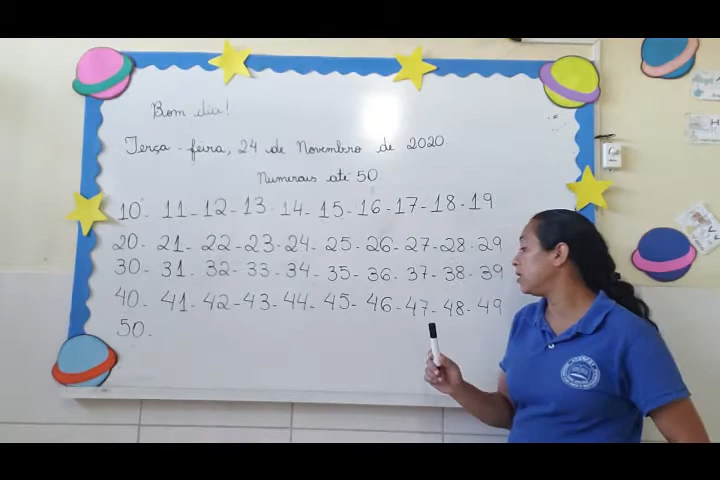 Bom dia!
Terça-feira, 24 de Novembro de 2020
Numerais até 50
10- 11- 12- 13- 14- 15- 16- 17- 18- 19
20- 21- 22- 23- 24- 25- 26- 27- 28- 29
30- 31- 32- 33- 34- 35- 36- 37- 38- 39
40- 41- 42- 43- 44- 45- 46- 47- 48- 49
50-